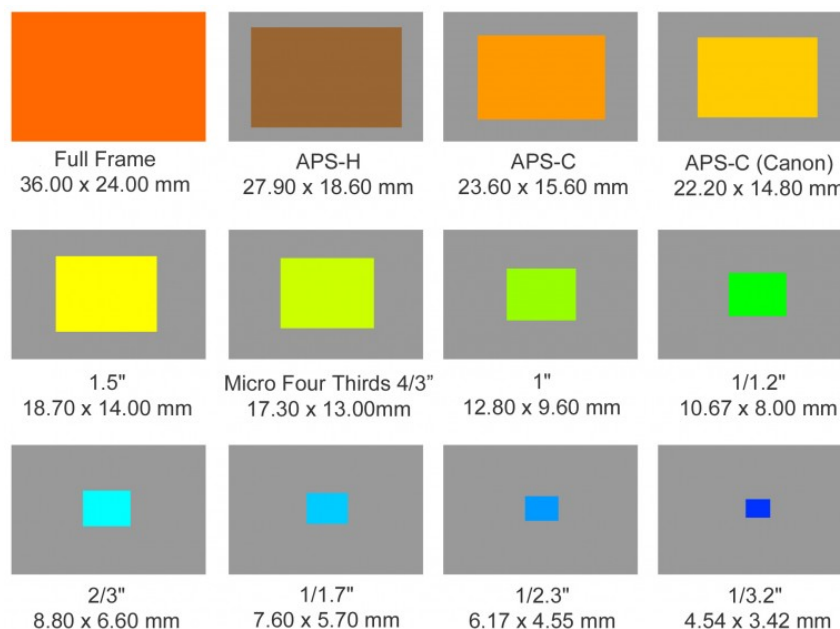 Full Frame
36.00 x 24.00 mm
APS-H
27.90 x 18.60 mm
APS-C
23.60 x 15.60 mm
APS-C (Canon)
22.20 x 14.80 mm
1.5"
18.70 x 14.00 mm
Micro Four Thirds 4/3”
17.30 x 13.00mm
1"
12.80 x 9.60 mm
1/1.2"
10.67 x 8.00 mm
2/3"
8.80 x 6.60 mm
1/1.7"
7.60 x 5.70 mm
1/2.3"
6.17 x 4.55 mm
1/3.2"
4.54 x 3.42 mm